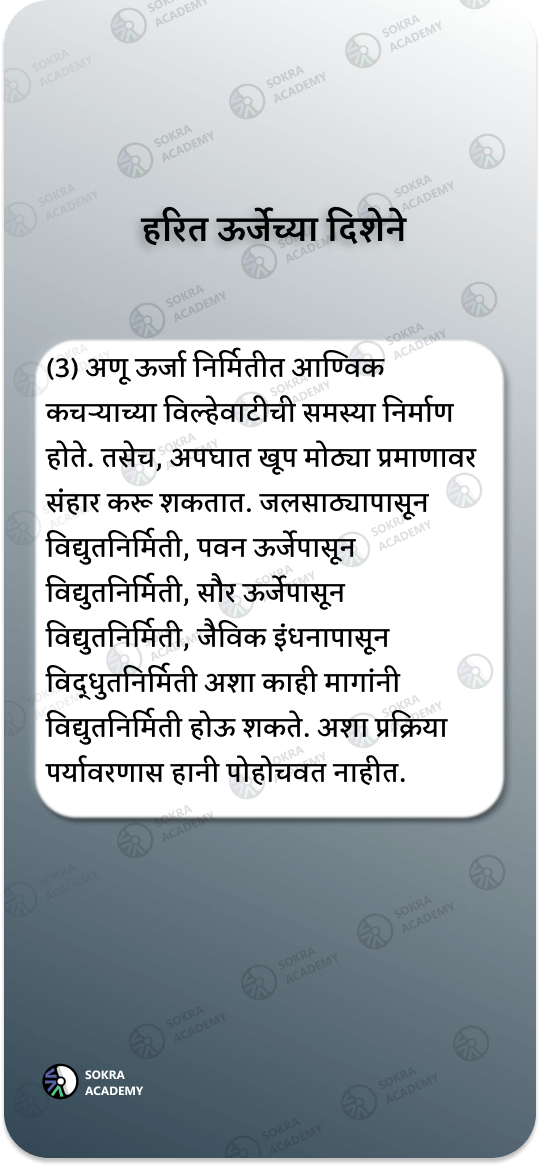 हरित ऊर्जेच्या दिशेने
(3) अणू ऊर्जा निर्मितीत आण्विक
कचऱ्याच्या विल्हेवाटीची समस्या निर्माण
होते. तसेच, अपघात खूप मोठ्या प्रमाणावर
संहार करू शकतात. जलसाठ्यापासून
विद्युतनिर्मिती, पवन ऊर्जेपासून
विद्युतनिर्मिती, सौर ऊर्जेपासून
विद्युतनिर्मिती, जैविक इंधनापासून
विद्धुतनिर्मिती अशा काही मागांनी
विद्युतनिर्मिती होऊ शकते. अशा प्रक्रिया
पर्यावरणास हानी पोहोचवत नाहीत.
SOKRA
ACADEMY